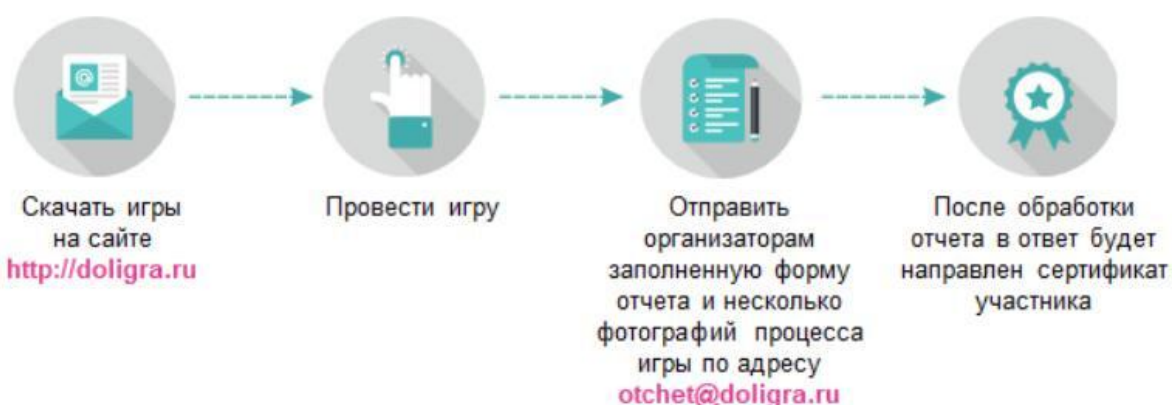 Скачать игры
на сайте
http://doligra.ru
Провести игру
Отправить
организаторам
заполненную форму
отчета и несколько
фотографий процесса
игры по адресу
otchet@doligra.ru
После обработки
отчета в ответ будет
направлен сертификат
участника